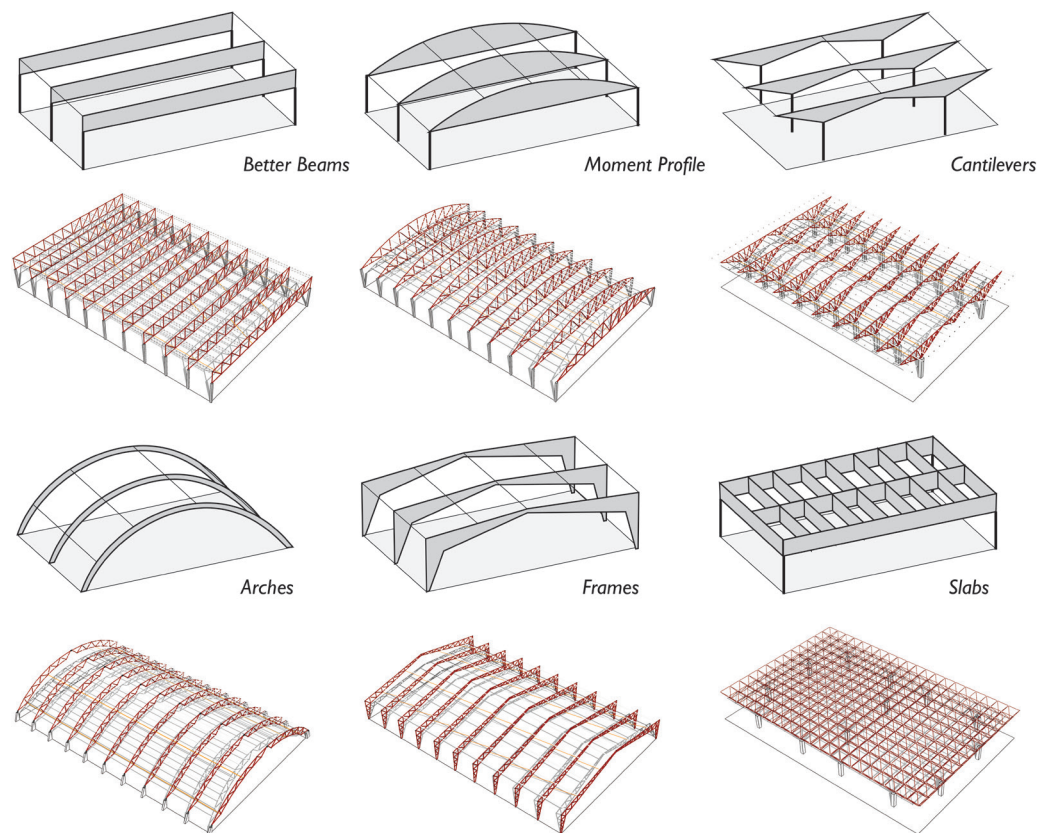 Better Beams
Moment Profile
Cantilevers
Arches
Frames
Slabs